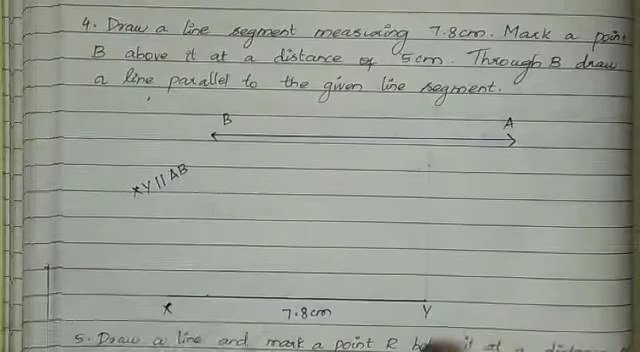 4. Draw a line segment measuring 7.8cm. Mark a point
B above it at a distance of 5cm. Through B draw
a line parallel to the given line segment.
B A
XY || AB
X 7.8cm Y
5. Draw a line and mark a point R